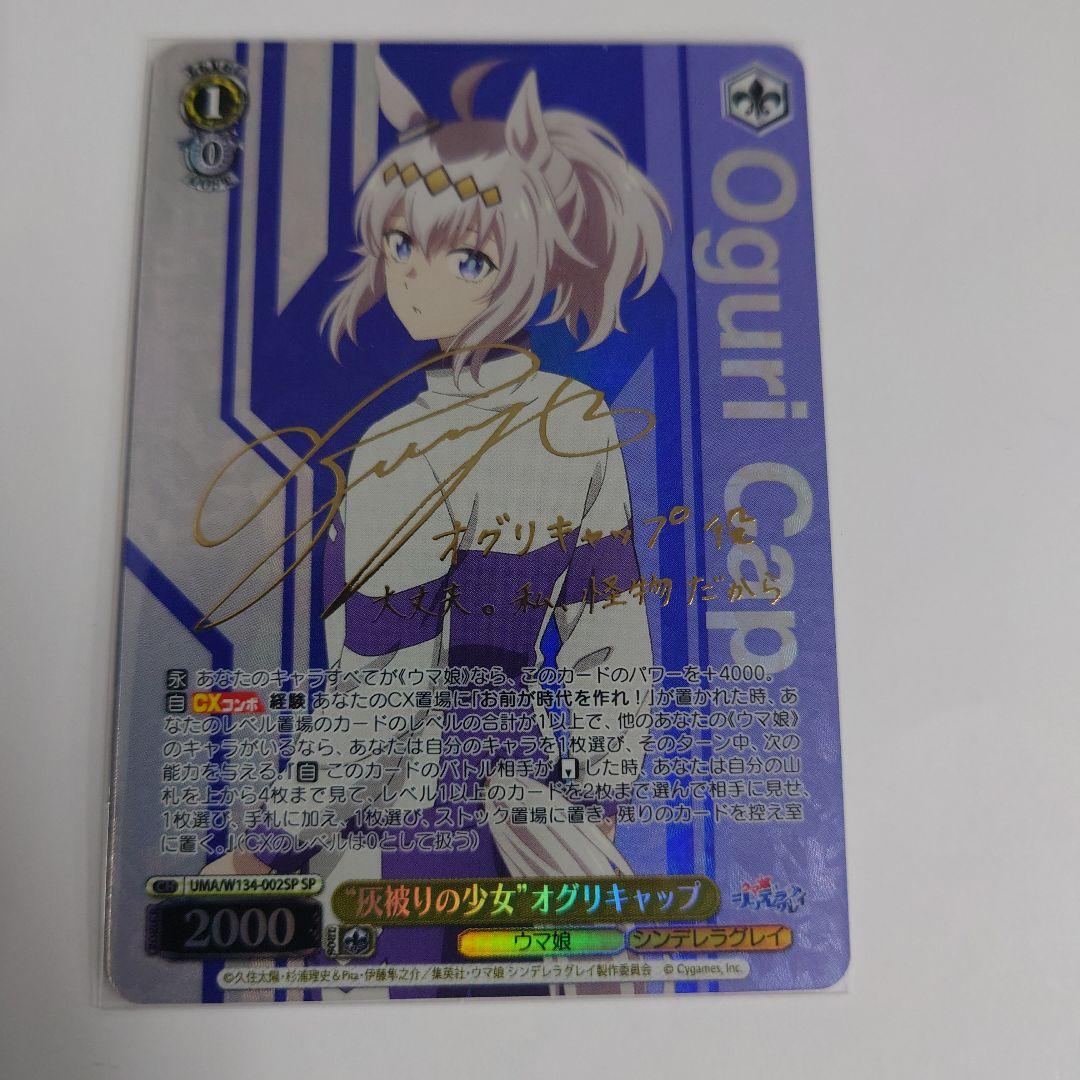 1
0
Oguri Cap
オグリキャップ役
大丈夫。私、怪物だから
永 あなたのキャラすべてが《ウマ娘》なら、このカードのパワーを+4000。
自 CXコンボ 経験 あなたのCX置場に「お前が時代を作れ!」が置かれた時、あ
なたのレベル置場のカードのレベルの合計が1以上で、他のあなたの《ウマ娘》
のキャラがいるなら、あなたは自分のキャラを1枚選び、そのターン中、次の
能力を与える。「自 このカードのバトル相手が した時、あなたは自分の山
札を上から4枚まで見て、レベル1以上のカードを2枚まで選んで相手に見せ、
1枚選び、手札に加え、1枚選び、ストック置場に置き、残りのカードを控え室
に置く。」(CXのレベルは0として扱う)
CH UMA/W134-002SP SP
“灰被りの少女”オグリキャップ
ウマ娘 シンデレラグレイ
2000
SOUL
ウマ娘 シンデレラグレイ
©久住太陽・杉浦理史&Pita・伊藤隼之介/集英社・ウマ娘 シンデレラグレイ製作委員会 © Cygames, Inc.